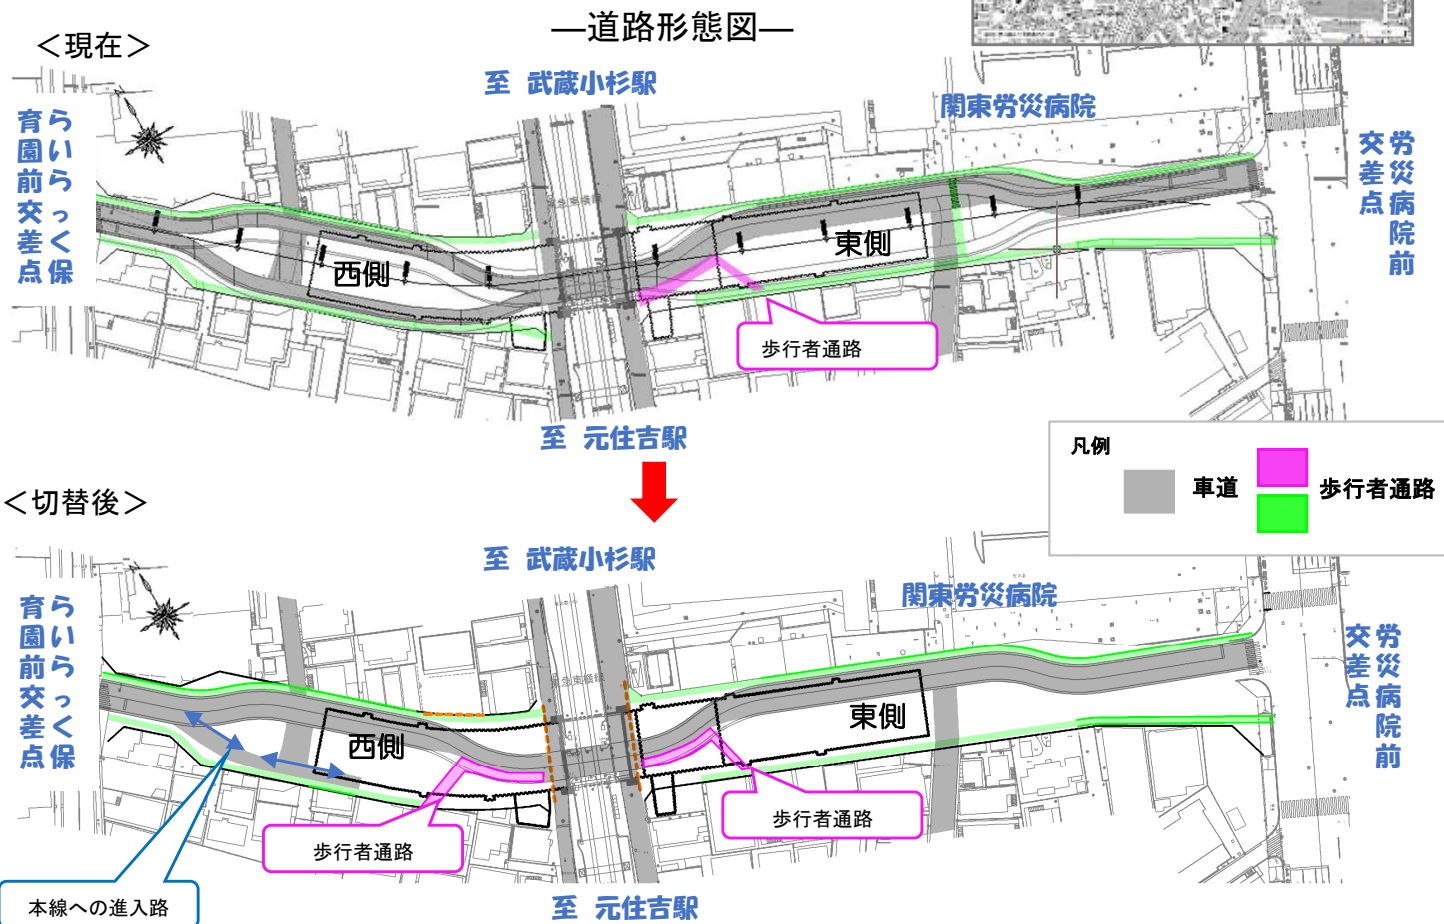 ―道路形態図―
＜現在＞
至 武蔵小杉駅
関東労災病院
らいらっく保
育園前交差点
労災病院前
交差点
西側
東側
歩行者通路
至 元住吉駅
凡例
車道
歩行者通路
＜切替後＞
至 武蔵小杉駅
関東労災病院
らいらっく保
育園前交差点
労災病院前
交差点
西側
東側
歩行者通路
歩行者通路
本線への進入路
至 元住吉駅